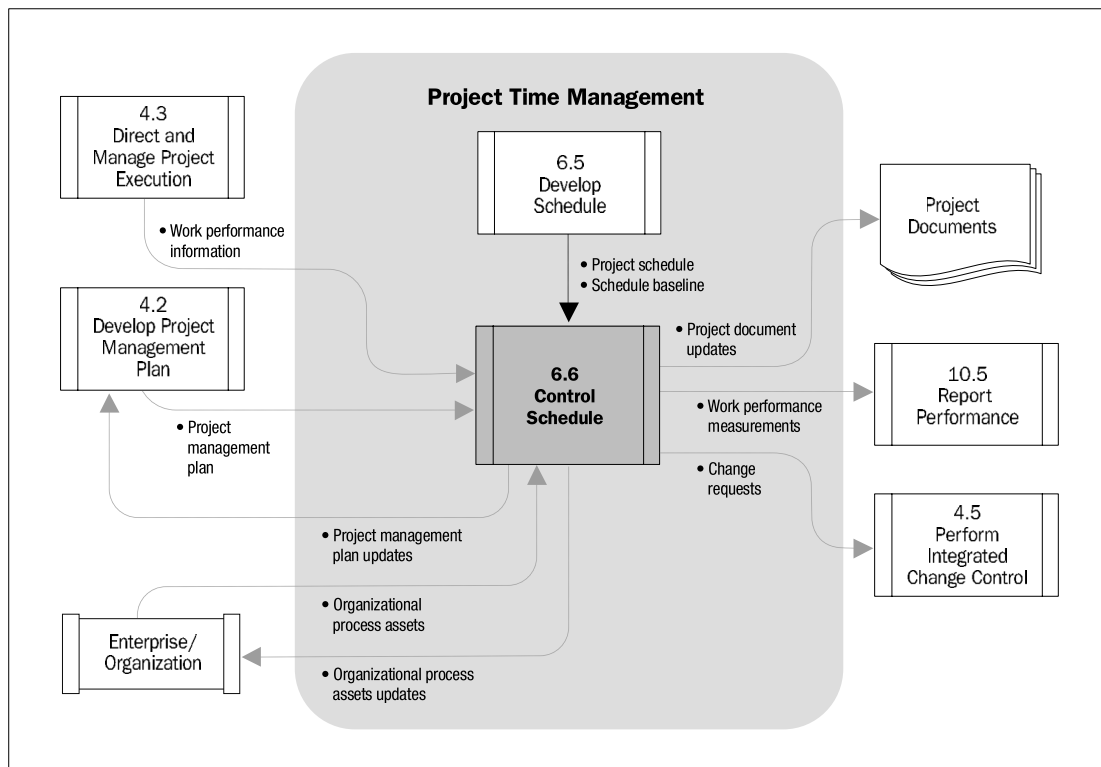 Project Time Management
4.3
Direct and
Manage Project
Execution
6.5
Develop
Schedule
Project
Documents
• Work performance
information
• Project schedule
• Schedule baseline
4.2
Develop Project
Management
Plan
• Project document
updates
6.6
Control
Schedule
10.5
Report
Performance
• Work performance
measurements
• Project
management
plan
• Change
requests
4.5
Perform
Integrated
Change Control
• Project management
plan updates
• Organizational
process assets
Enterprise/
Organization
• Organizational process
assets updates